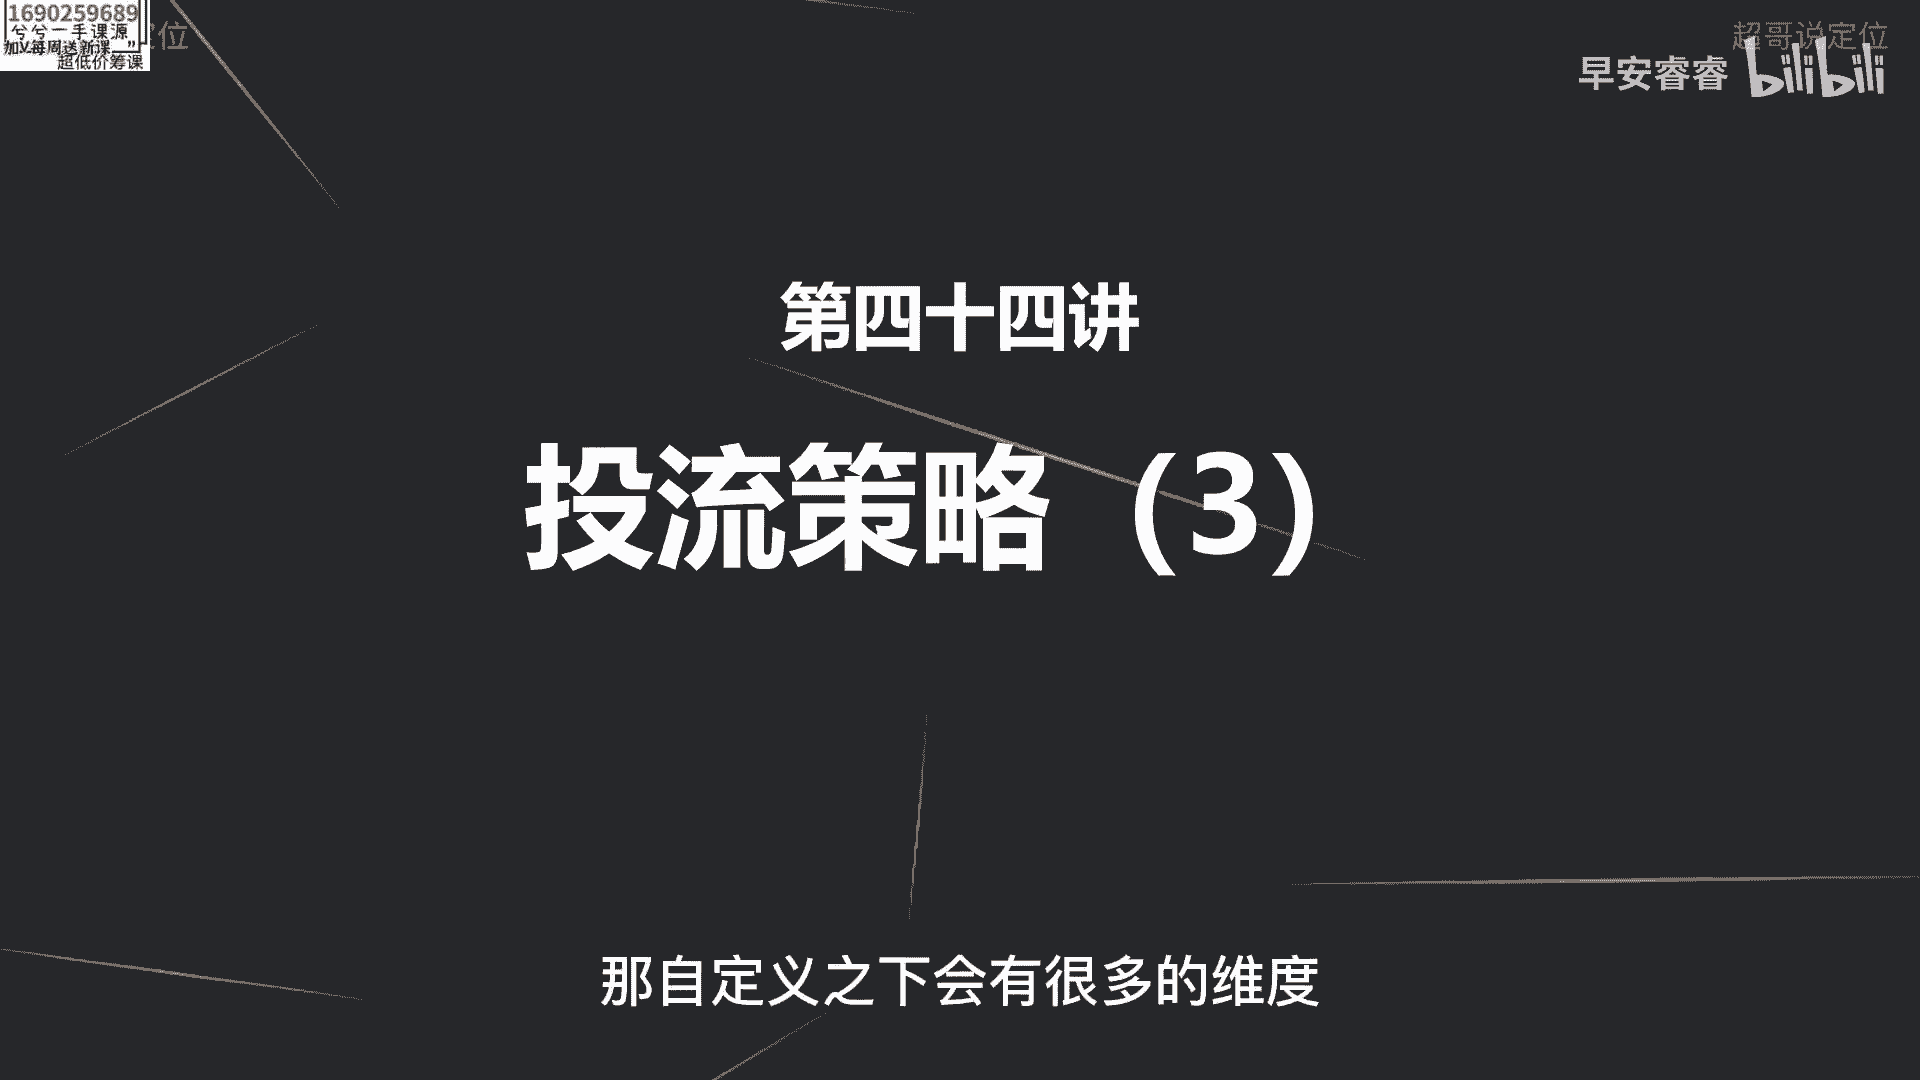 1690259689
兮兮一手课源
加V每周送新课
超低价筹课
位
超哥说定位
早安睿睿 bilibili
第四十四讲
投流策略（3）
那自定义之下会有很多的维度